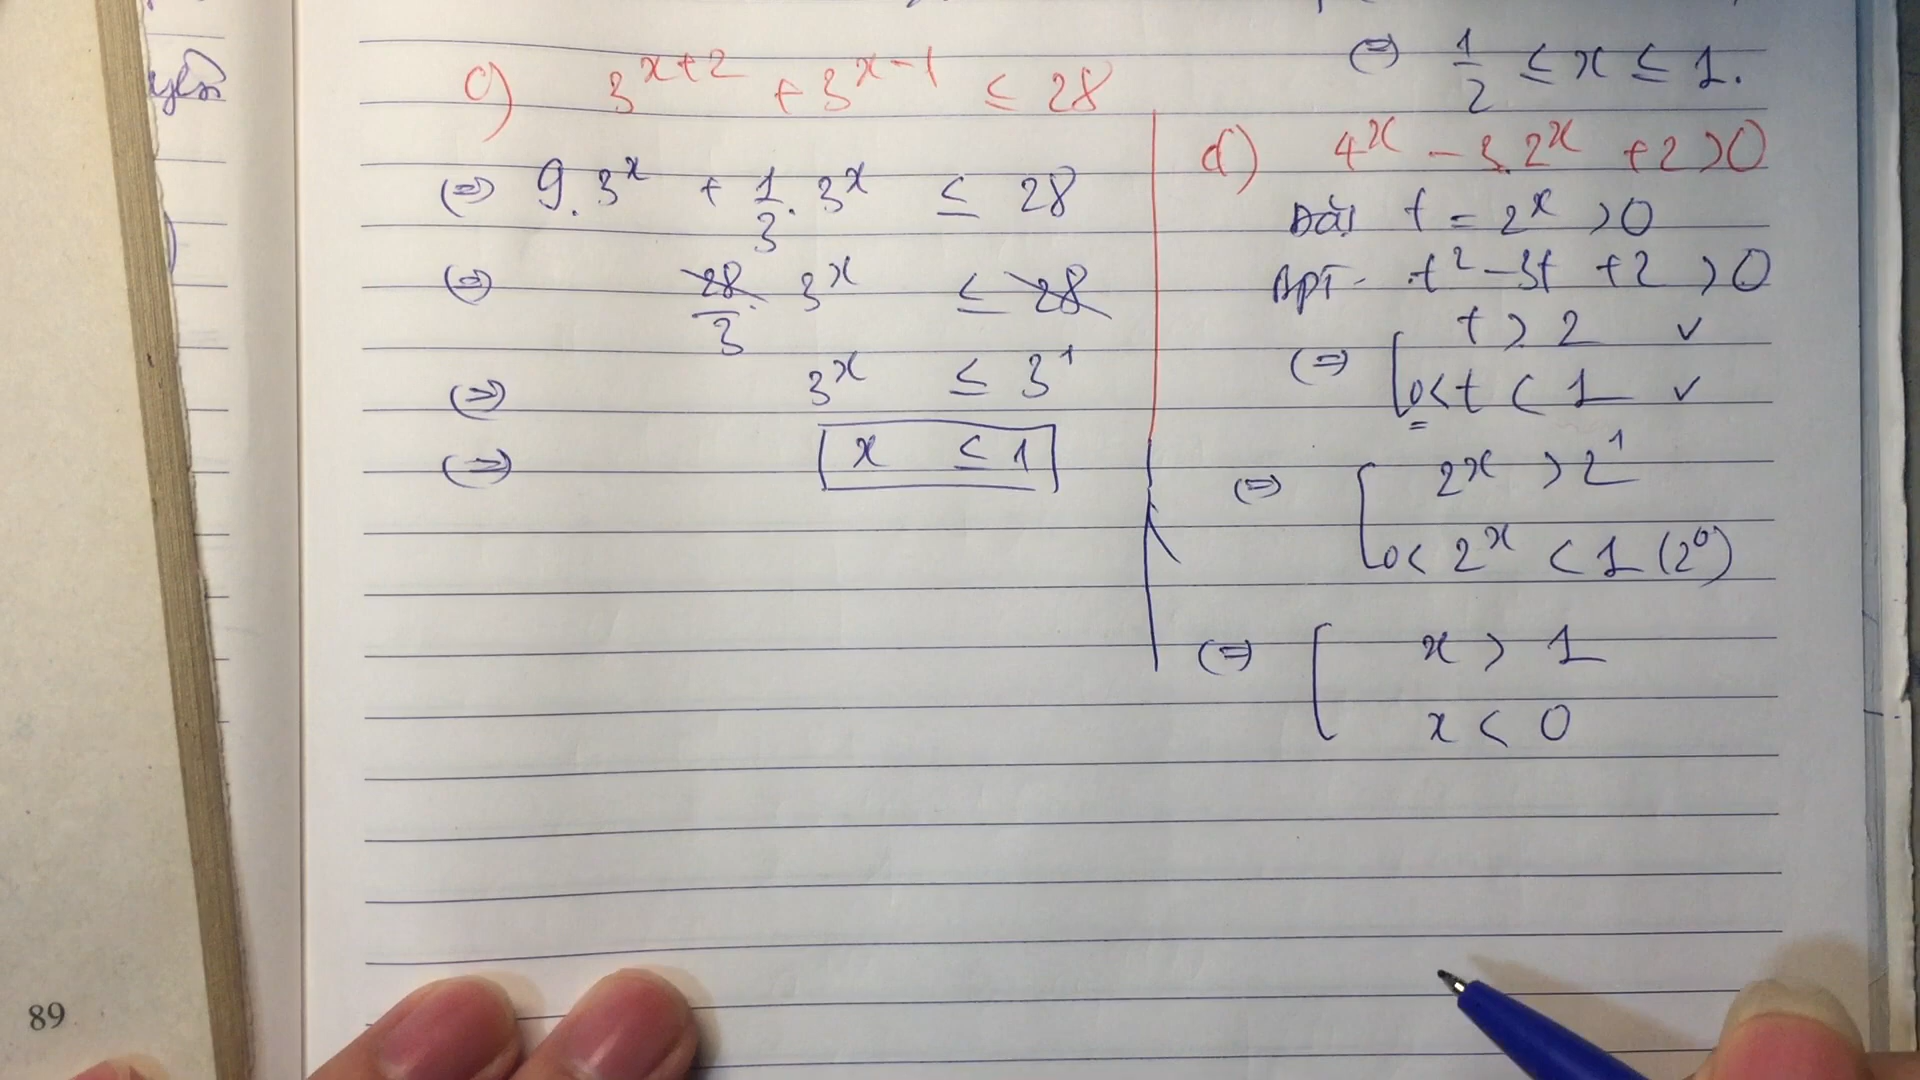 c) 3^{x+2} + 3^{x-1} ≤ 28
(=) 9.3^x + 1/3 . 3^x ≤ 28
(=) 28/3 . 3^x ≤ 28
(=) 3^x ≤ 3^1
(=) x ≤ 1
(=) 1/2 ≤ x ≤ 1.
d) 4^x - 3.2^x + 2 > 0
Đặt t = 2^x > 0
BPT t^2 - 3t + 2 > 0
(=) [ t > 2 ✓
0 < t < 1 ✓
(=) [ 2^x > 2^1
0 < 2^x < 1 (2^0)
(=) [ x > 1
x < 0
89